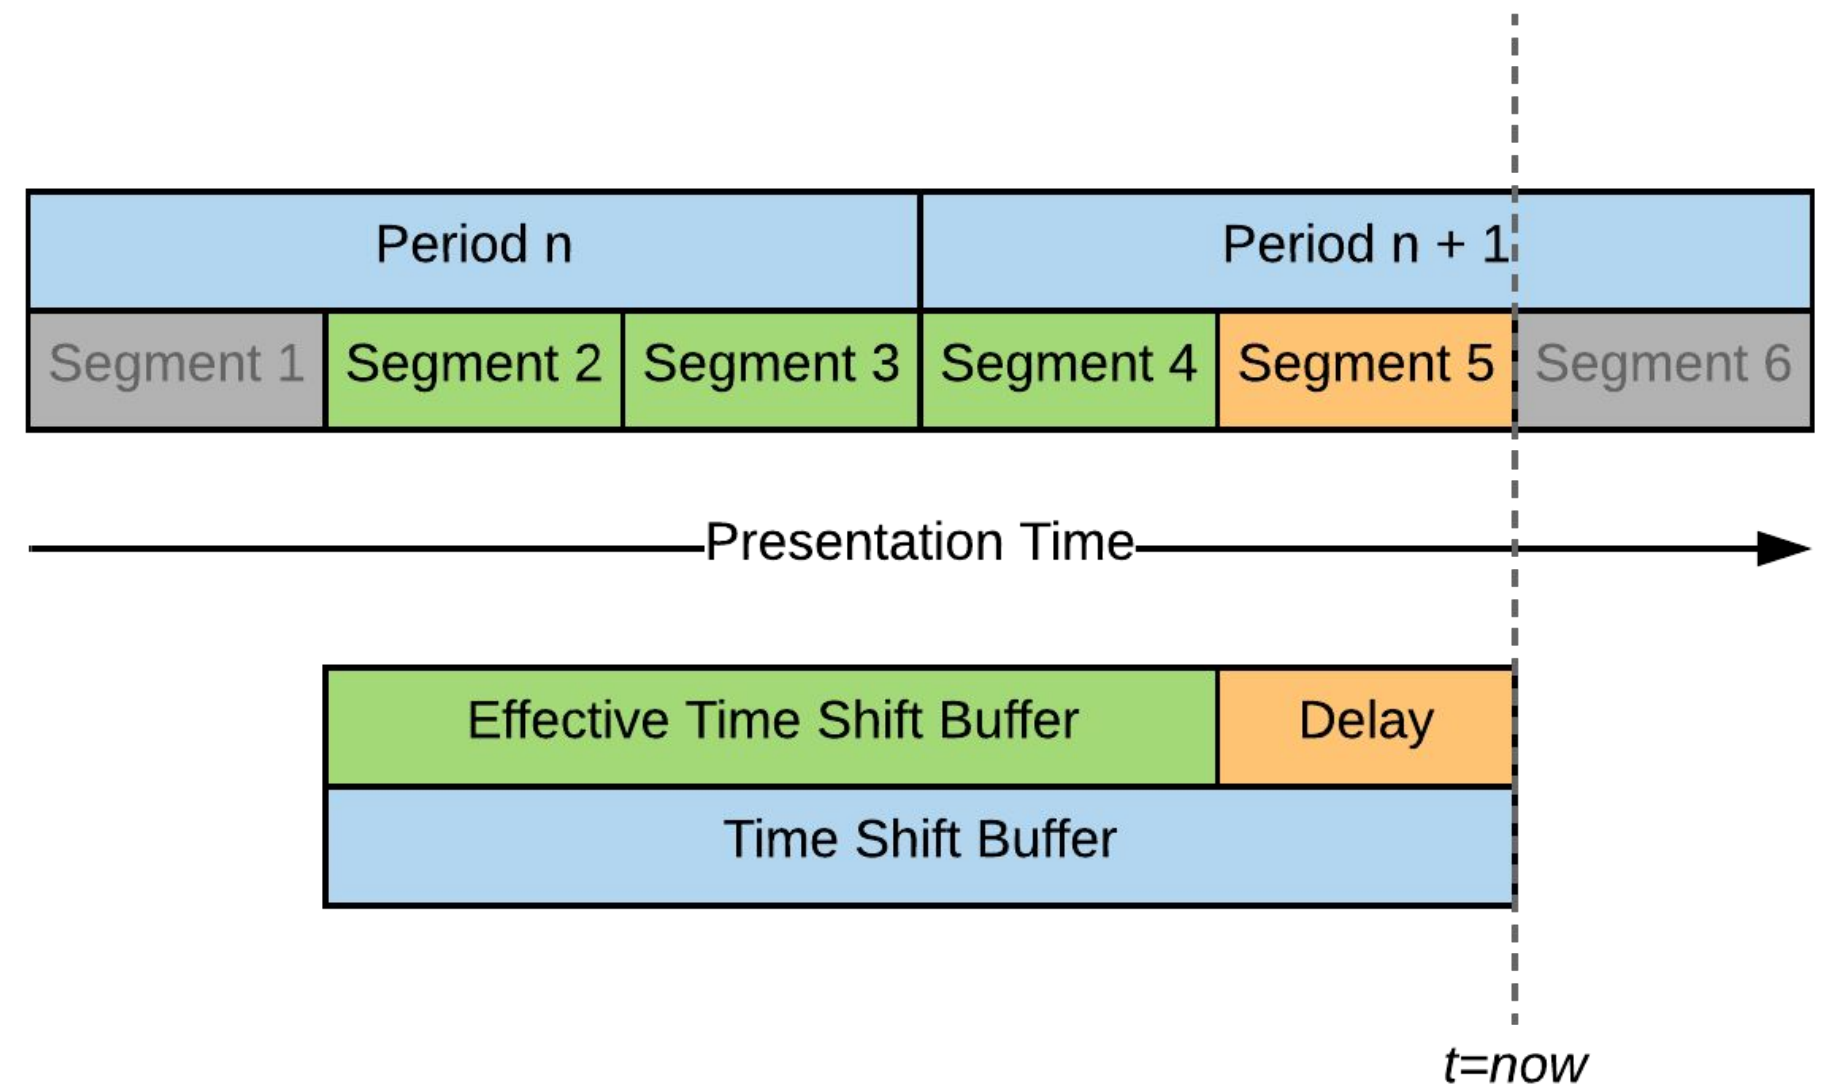 Period n
Period n + 1
Segment 1
Segment 2
Segment 3
Segment 4
Segment 5
Segment 6
Presentation Time
Effective Time Shift Buffer
Delay
Time Shift Buffer
t=now